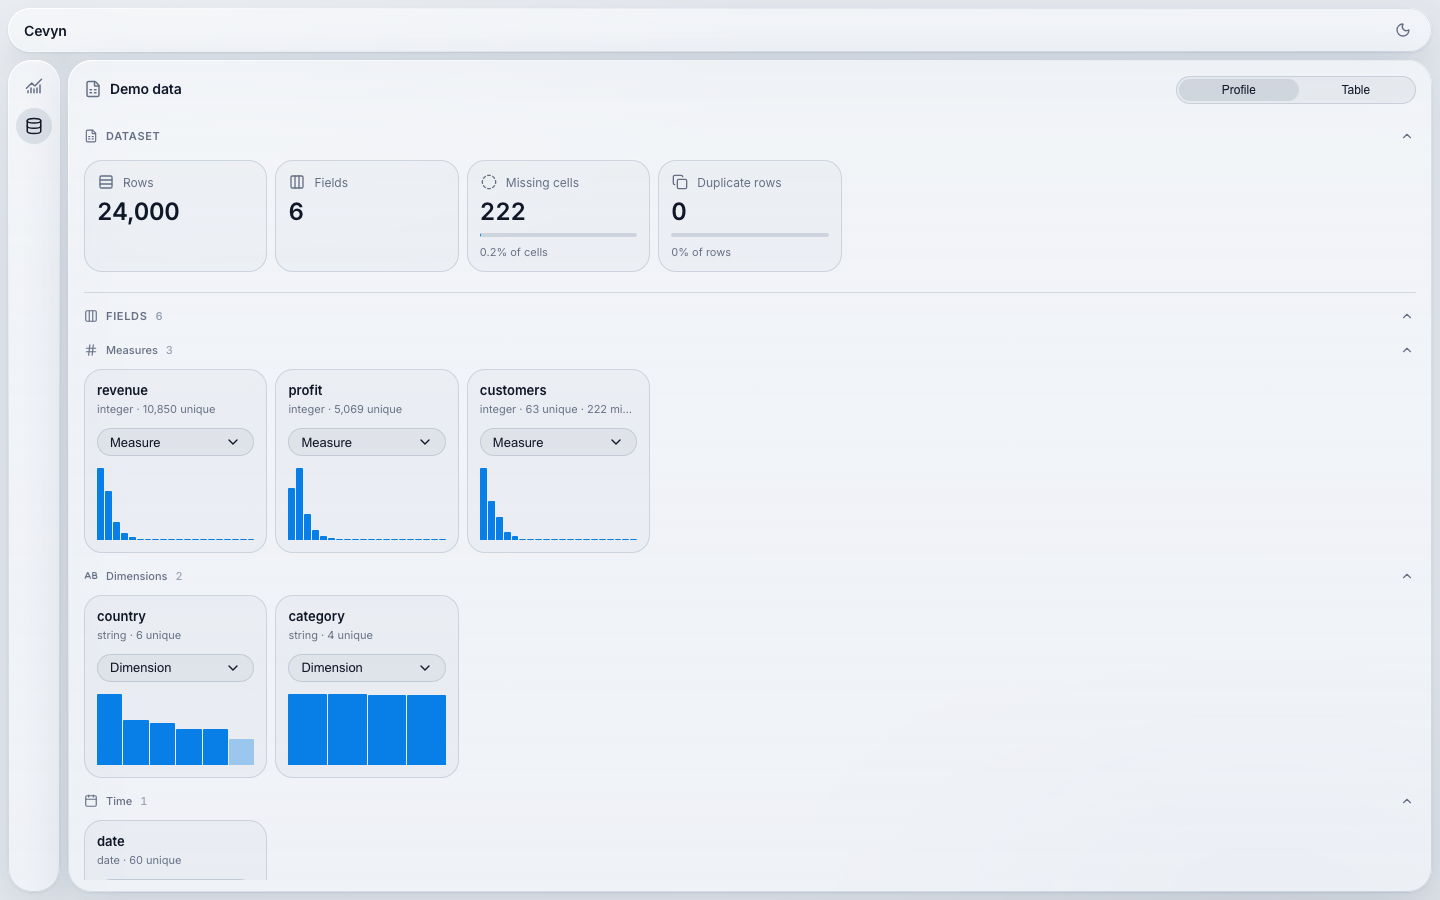 Cevyn
Demo data
Profile
Table
DATASET
Rows
24,000
Fields
6
Missing cells
222
0.2% of cells
Duplicate rows
0
0% of rows
FIELDS 6
Measures 3
revenue
integer · 10,850 unique
Measure
profit
integer · 5,069 unique
Measure
customers
integer · 63 unique · 222 mi...
Measure
AB Dimensions 2
country
string · 6 unique
Dimension
category
string · 4 unique
Dimension
Time 1
date
date · 60 unique